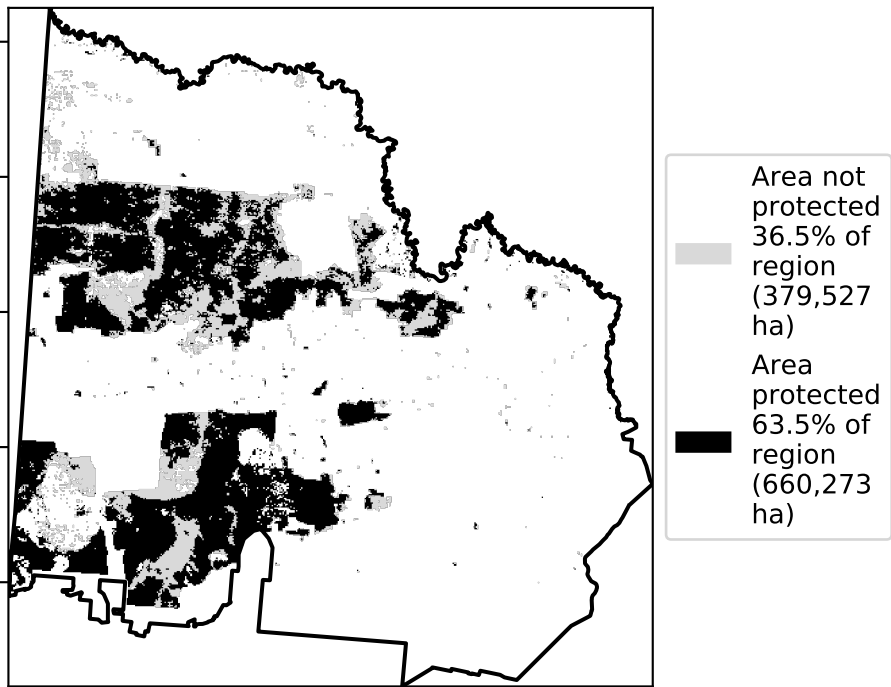 Area not
protected
36.5% of
region
(379,527
ha)
Area
protected
63.5% of
region
(660,273
ha)